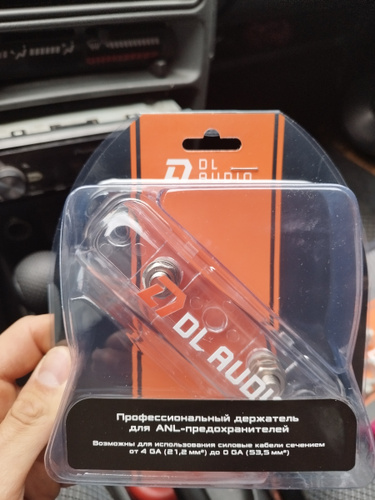 DL
AUDIO
DL AUDIO
Профессиональный держатель
для ANL-предохранителей
Возможны для использования силовые кабели сечением
от 4 GA (21,2 мм²) до 0 GA (53,5 мм²)